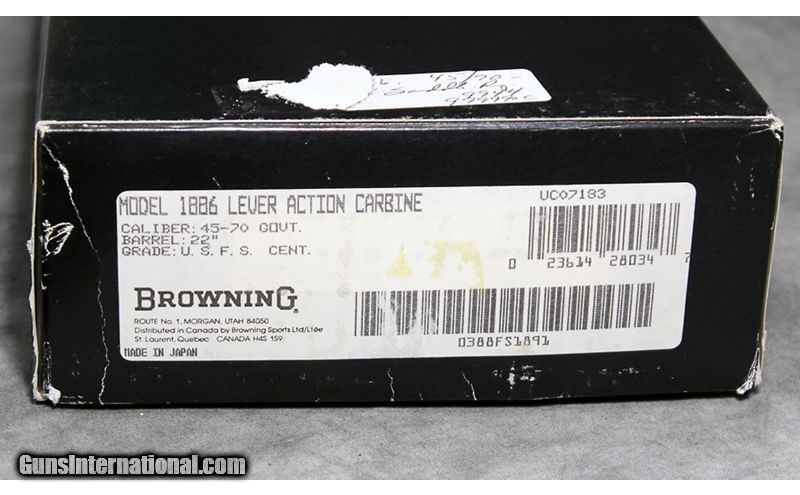 45/70 -
MODEL 1886 LEVER ACTION CARBINE
CALIBER: 45-70 GOVT.
BARREL: 22"
GRADE: U. S. F. S. CENT.
UC07183
0 23614 28034 7
BROWNING®
ROUTE No. 1, MORGAN, UTAH 84050
Distributed in Canada by Browning Sports Ltd/Ltée
St. Laurent, Quebec CANADA H4S 1S9
MADE IN JAPAN
0388FS1891
GunsInternational.com